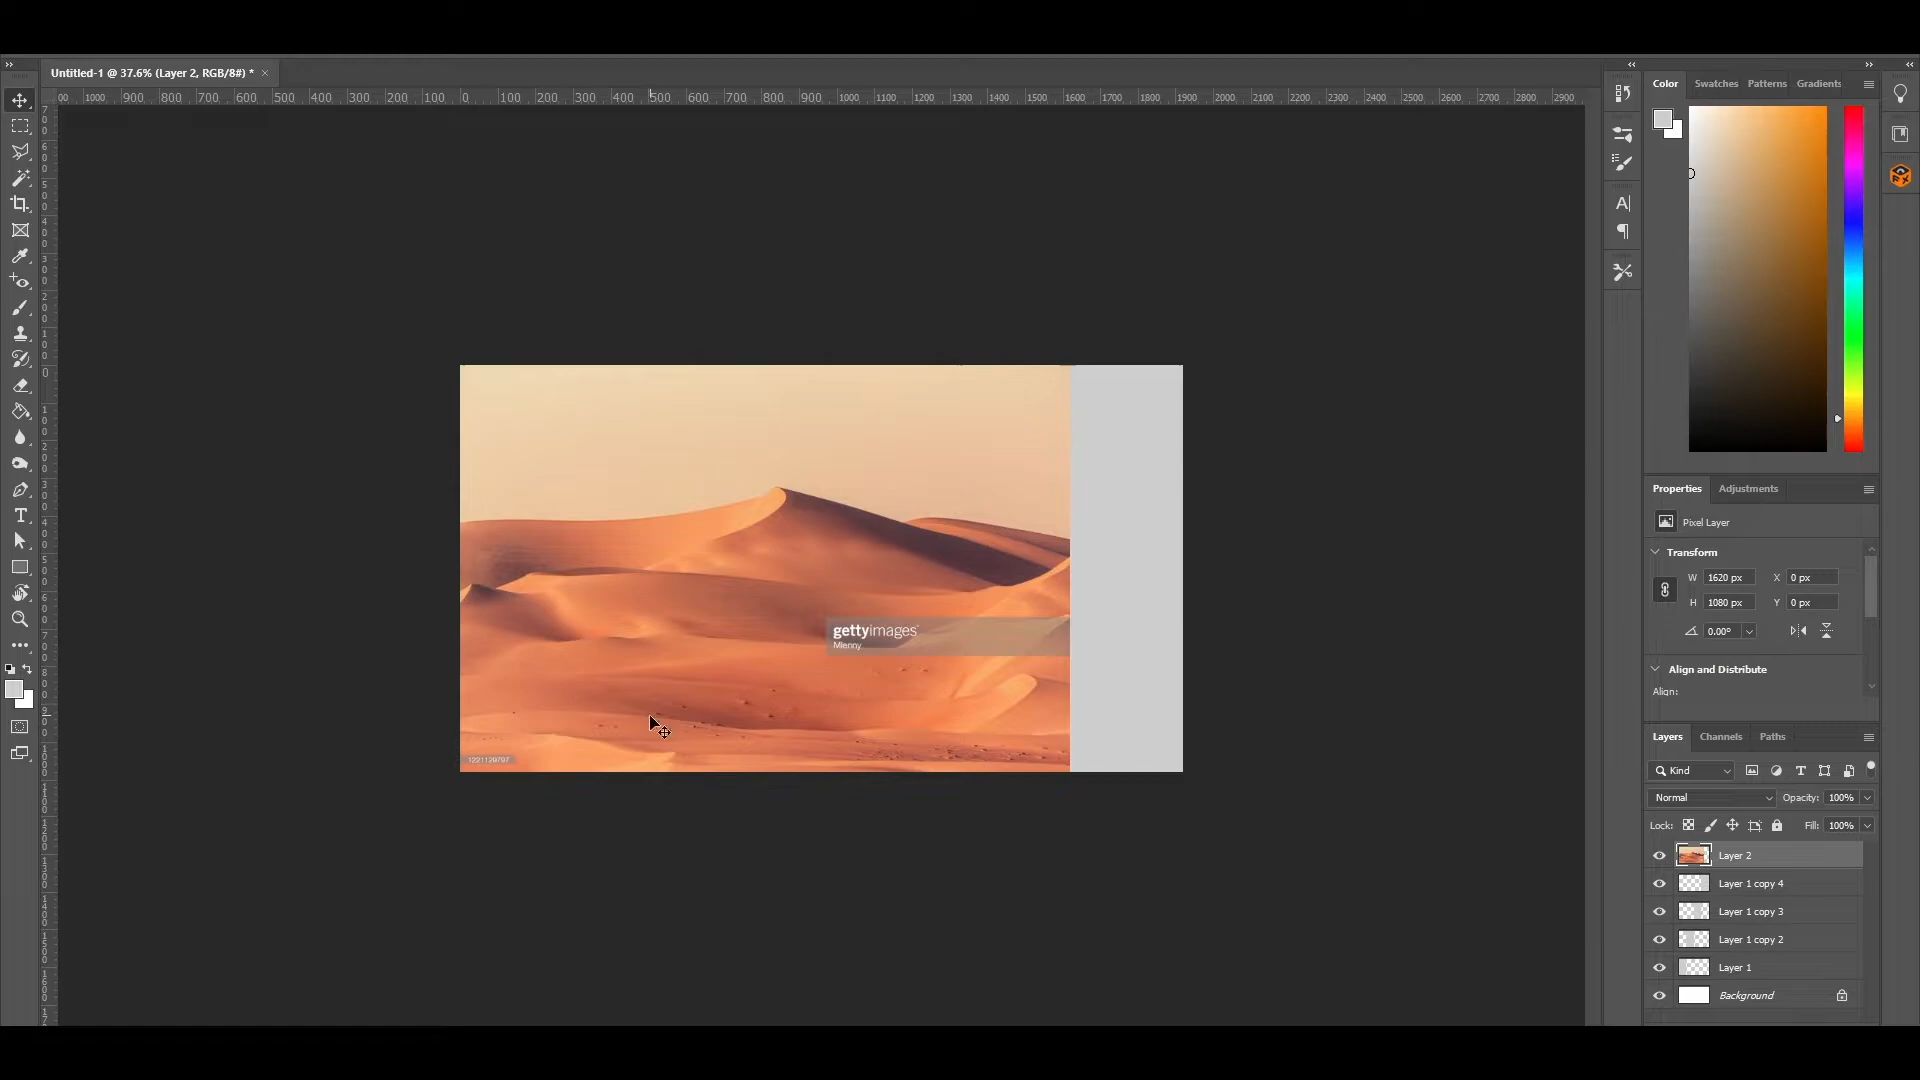 Untitled-1 @ 37.6% (Layer 2, RGB/8#) *
00 1000 900 800 700 600 500 400 300 200 100 0 100 200 300 400 500 600 700 800 900 1000 1100 1200 1300 1400 1500 1600 1700 1800 1900 2000 2100 2200 2300 2400 2500 2600 2700 2800 2900
Color Swatches Patterns Gradients
Properties Adjustments
Pixel Layer
Transform
W 1620 px X 0 px
H 1080 px Y 0 px
0.00°
Align and Distribute
Align:
gettyimages
Mlenny
1221129797
Layers Channels Paths
Kind
Normal Opacity: 100%
Lock: Fill: 100%
Layer 2
Layer 1 copy 4
Layer 1 copy 3
Layer 1 copy 2
Layer 1
Background